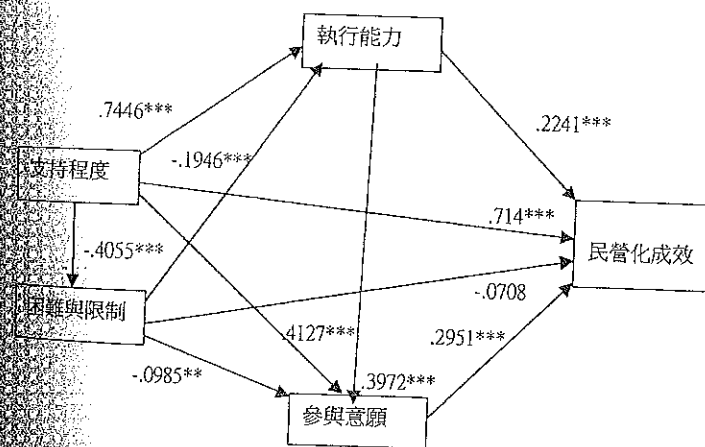 執行能力
.7446***
.2241***
-.1946***
支持程度
.714***
-.4055***
民營化成效
困難與限制
-.0708
.4127***
.2951***
-.0985**
.3972***
參與意願